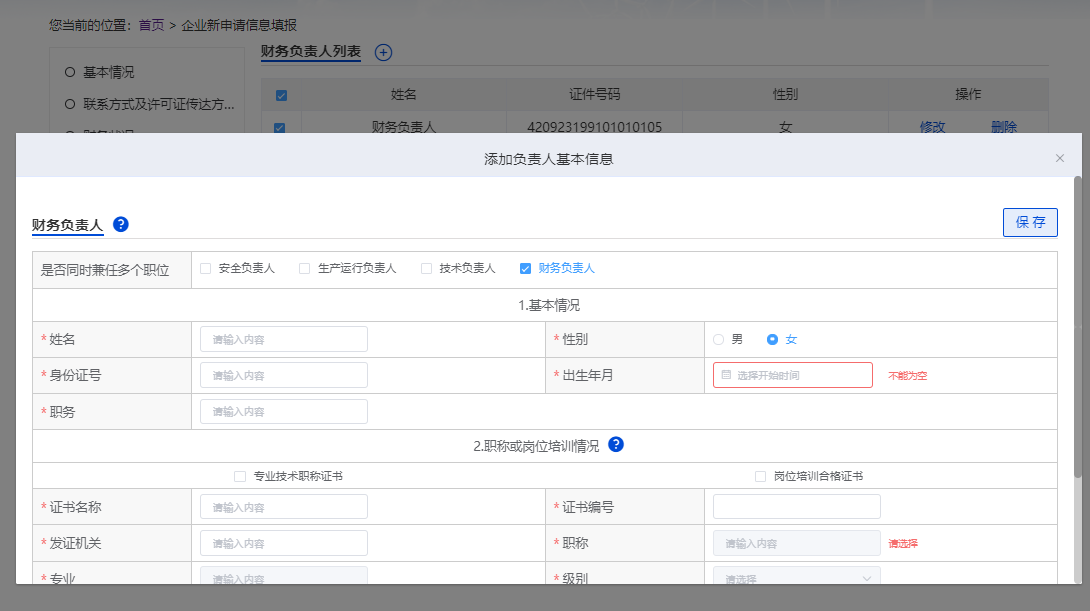 您当前的位置：首页 > 企业新申请信息填报
基本情况
联系方式及许可证传达方...
财务负责人列表
姓名 证件号码 性别 操作
财务负责人 420923199101010105 女 修改 删除
添加负责人基本信息
财务负责人 ? 保 存
是否同时兼任多个职位 安全负责人 生产运行负责人 技术负责人 财务负责人
1.基本情况
*姓名 请输入内容 *性别 男 女
*身份证号 请输入内容 *出生年月 选择开始时间 不能为空
*职务 请输入内容
2.职称或岗位培训情况 ?
专业技术职称证书 岗位培训合格证书
*证书名称 请输入内容 *证书编号
*发证机关 请输入内容 *职称 请输入内容 请选择
*专业 请输入内容 *级别 请选择